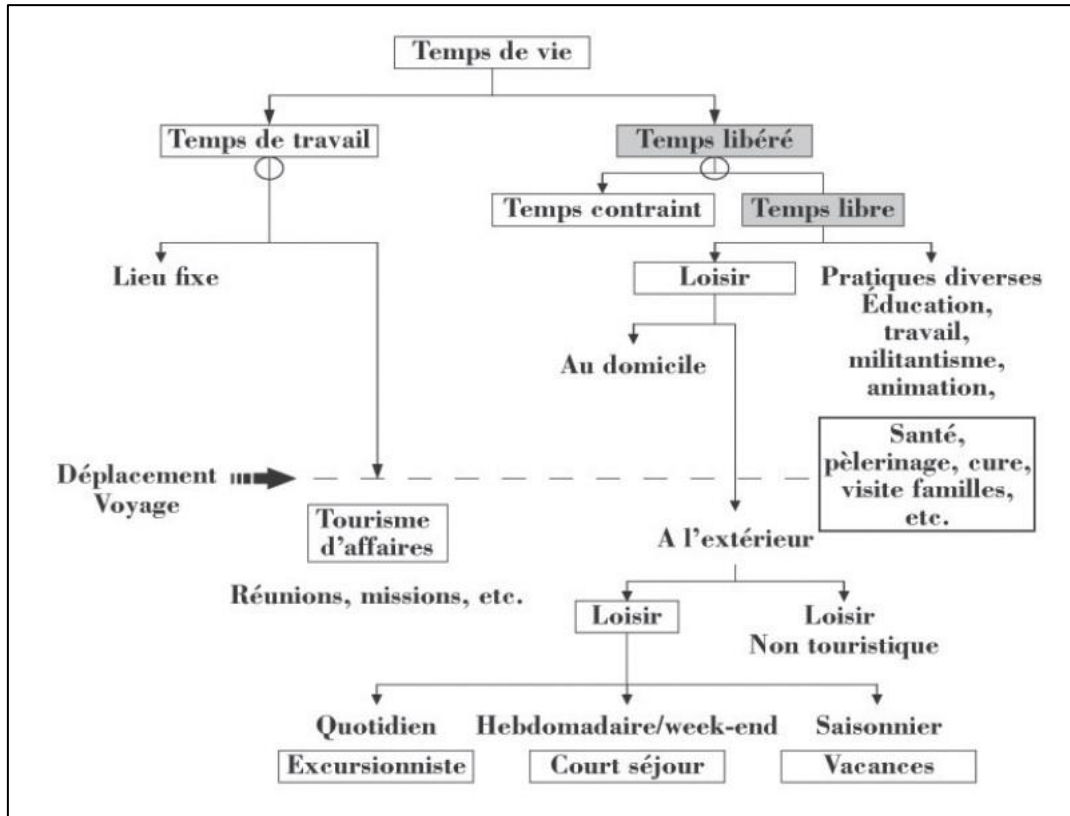 Temps de vie
Temps de travail
Temps libéré
Temps contraint
Temps libre
Lieu fixe
Loisir
Pratiques diverses
Éducation,
travail,
militantisme,
animation,
Au domicile
Santé,
pèlerinage, cure,
visite familles,
etc.
Déplacement
Voyage
Tourisme
d'affaires
A l'extérieur
Réunions, missions, etc.
Loisir
Loisir
Non touristique
Quotidien
Hebdomadaire/week-end
Saisonnier
Excursionniste
Court séjour
Vacances